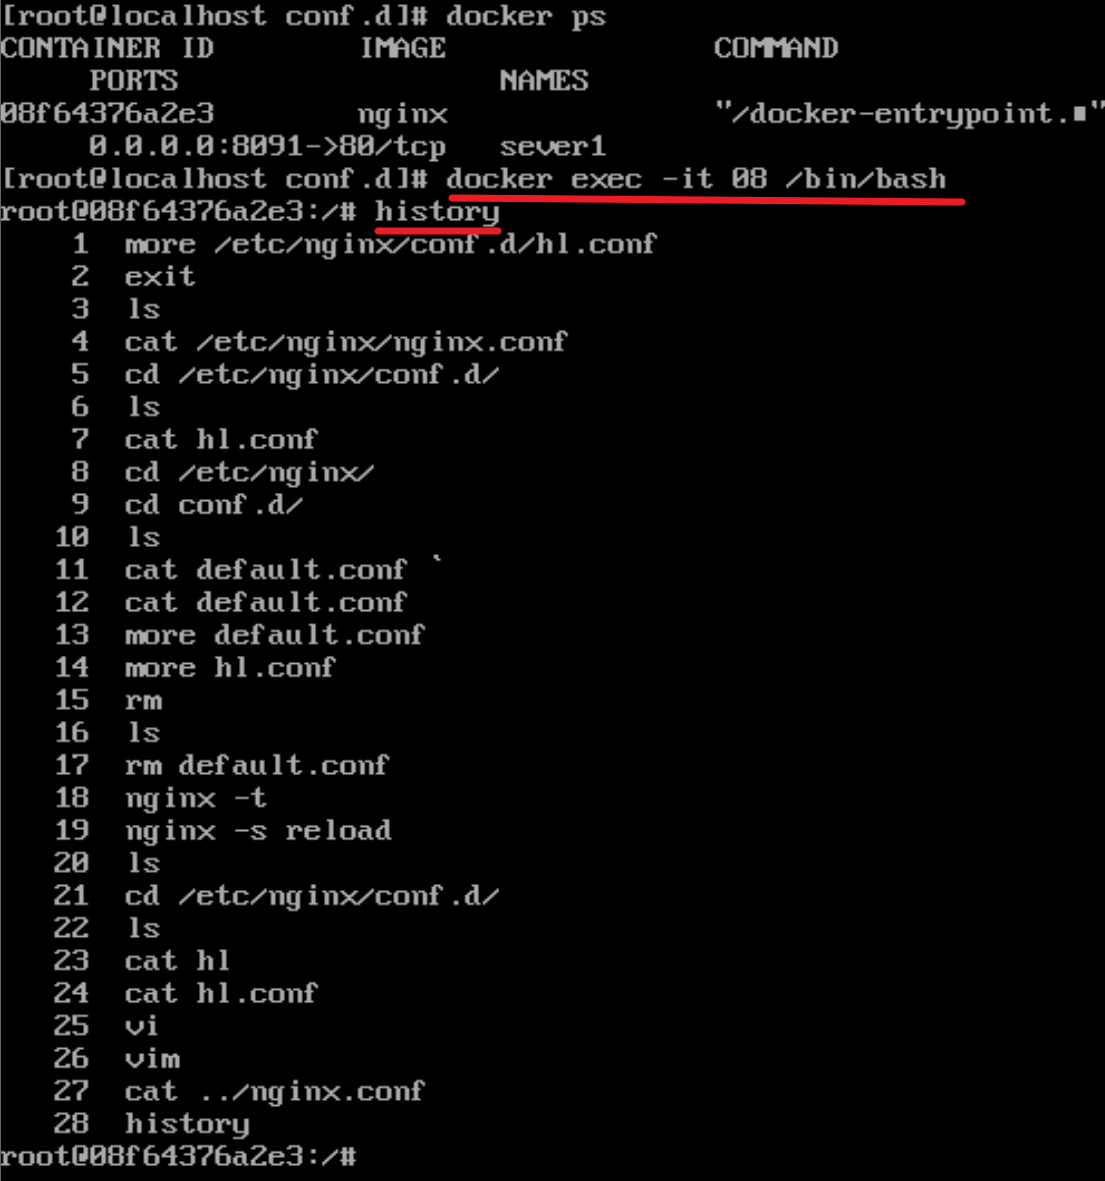 [root@localhost conf.d]# docker ps
CONTAINER ID IMAGE COMMAND
PORTS NAMES
08f64376a2e3 nginx "/docker-entrypoint.∎"
0.0.0.0:8091->80/tcp sever1
[root@localhost conf.d]# docker exec -it 08 /bin/bash
root@08f64376a2e3:/# history
1 more /etc/nginx/conf.d/hl.conf
2 exit
3 ls
4 cat /etc/nginx/nginx.conf
5 cd /etc/nginx/conf.d/
6 ls
7 cat hl.conf
8 cd /etc/nginx/
9 cd conf.d/
10 ls
11 cat default.conf `
12 cat default.conf
13 more default.conf
14 more hl.conf
15 rm
16 ls
17 rm default.conf
18 nginx -t
19 nginx -s reload
20 ls
21 cd /etc/nginx/conf.d/
22 ls
23 cat hl
24 cat hl.conf
25 vi
26 vim
27 cat ../nginx.conf
28 history
root@08f64376a2e3:/#